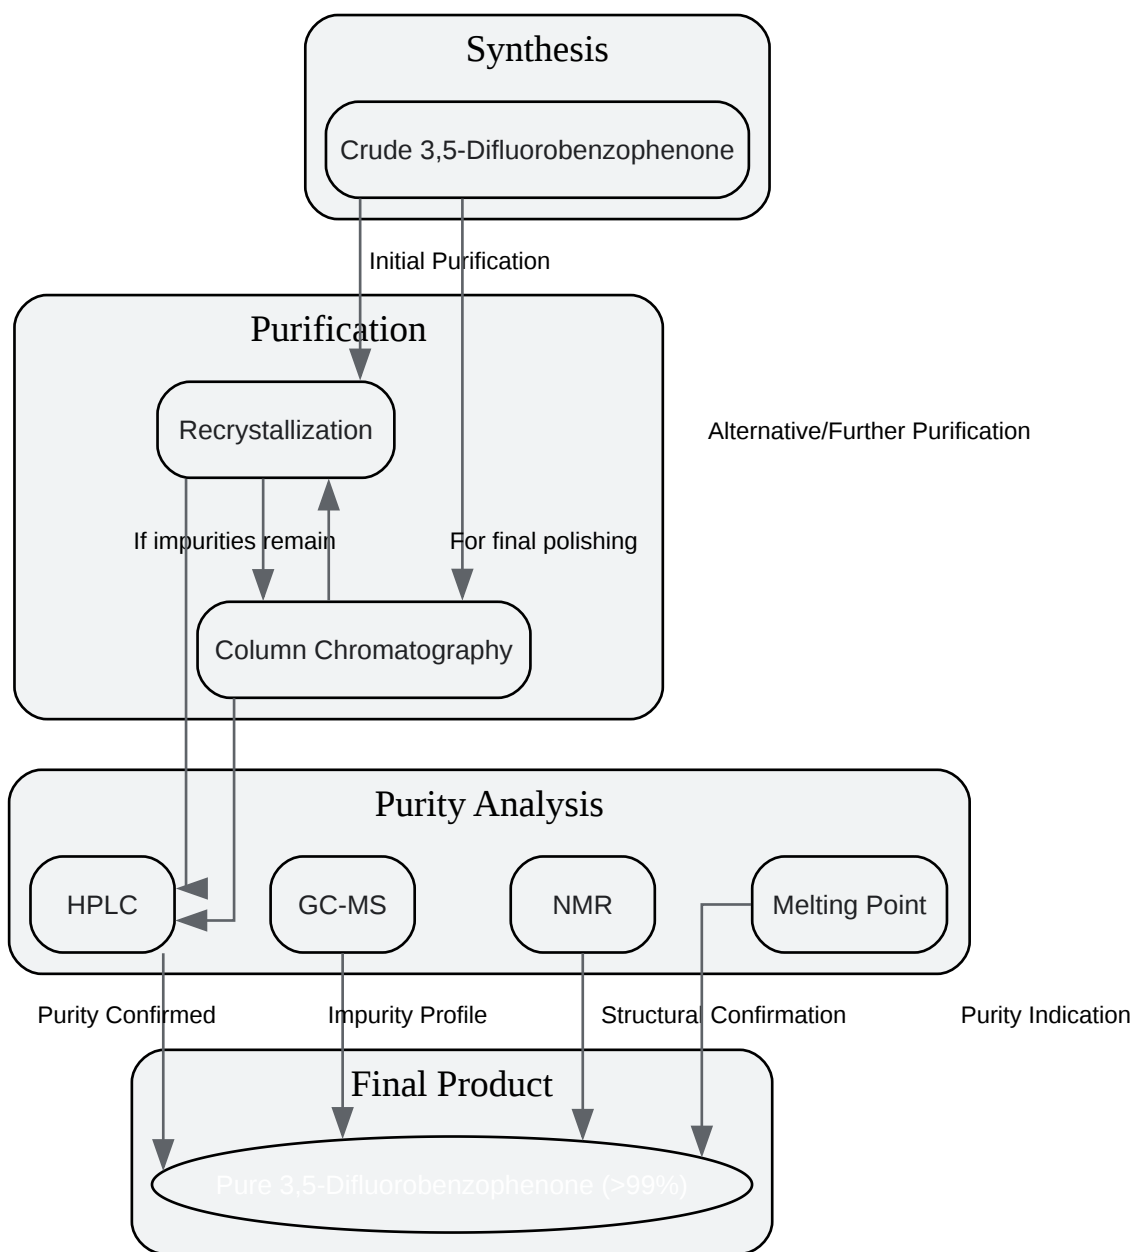 Synthesis
Crude 3,5-Difluorobenzophenone
Initial Purification
Purification
Recrystallization
Alternative/Further Purification
If impurities remain
For final polishing
Column Chromatography
Purity Analysis
HPLC
GC-MS
NMR
Melting Point
Purity Confirmed
Impurity Profile
Structural Confirmation
Purity Indication
Final Product
Pure 3,5-Difluorobenzophenone (>99%)